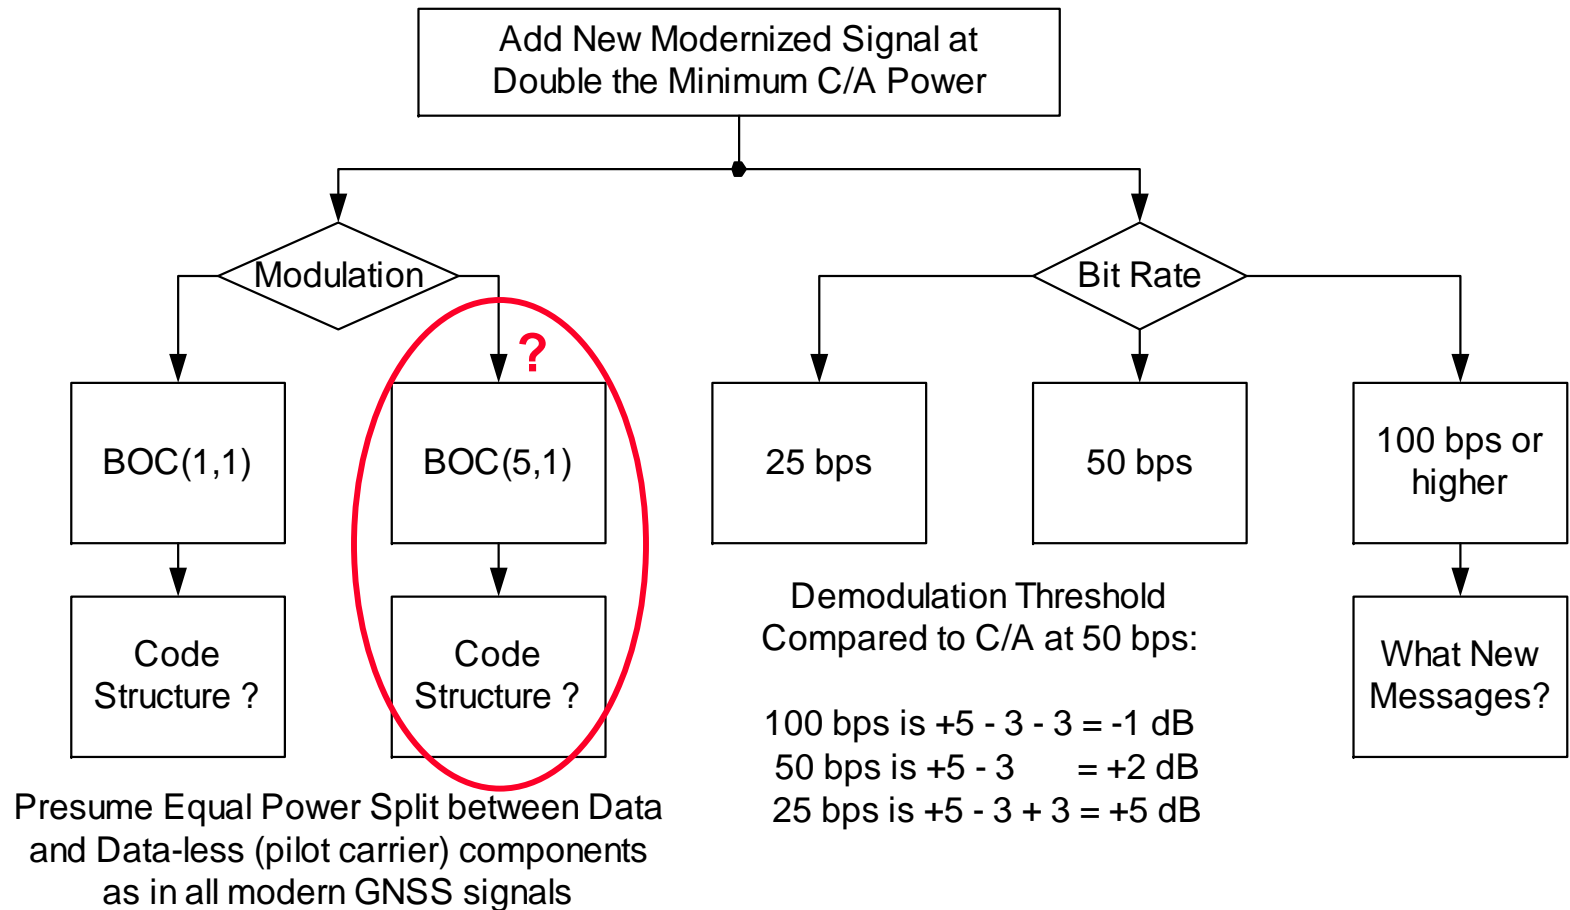 Add New Modernized Signal at
Double the Minimum C/A Power
Modulation
Bit Rate
?
BOC(1,1)
BOC(5,1)
25 bps
50 bps
100 bps or
higher
Code
Structure ?
Code
Structure ?
What New
Messages?
Demodulation Threshold
Compared to C/A at 50 bps:
100 bps is +5 - 3 - 3 = -1 dB
50 bps is +5 - 3 = +2 dB
25 bps is +5 - 3 + 3 = +5 dB
Presume Equal Power Split between Data
and Data-less (pilot carrier) components
as in all modern GNSS signals